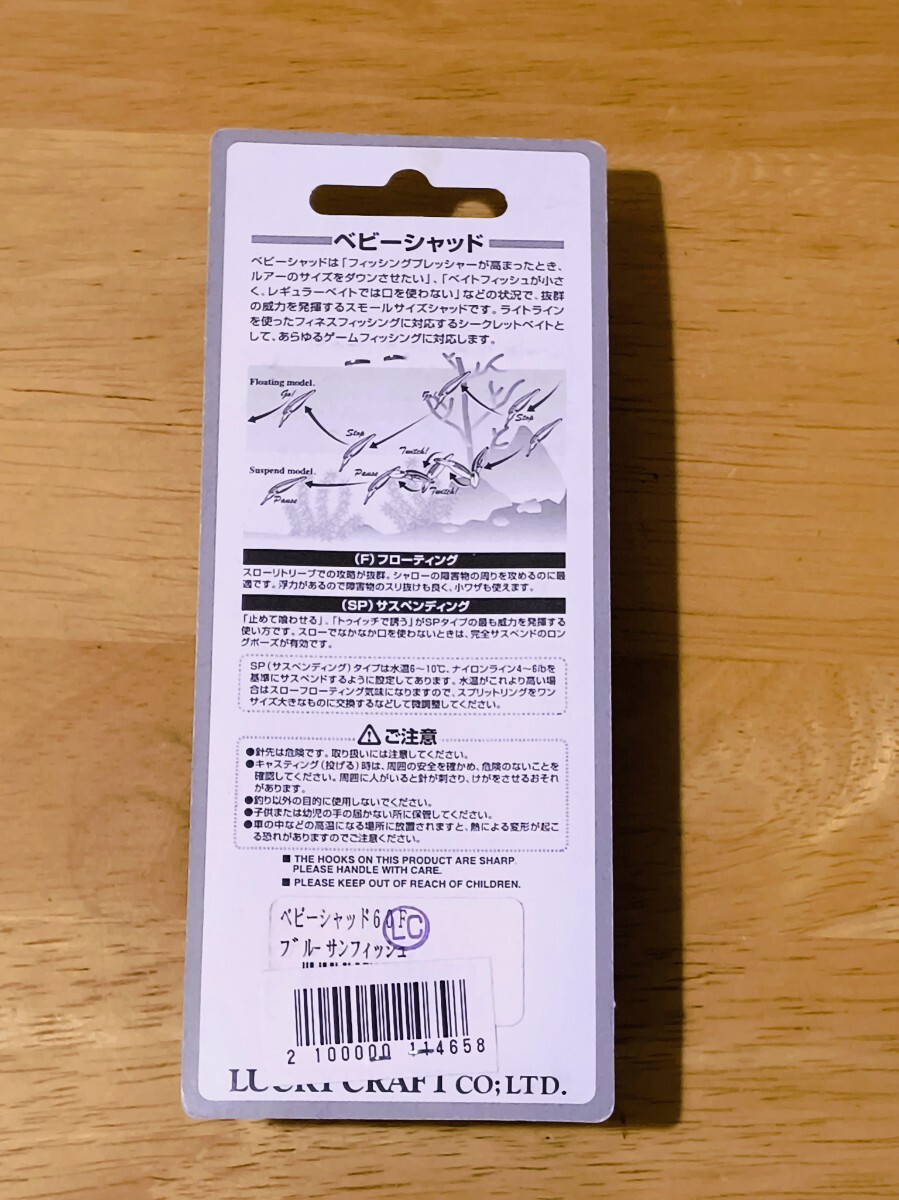 ベビーシャッド
ベビーシャッドは「フィッシングプレッシャーが高まったとき、
ルアーのサイズをダウンさせたい」、「ベイトフィッシュが小さ
く、レギュラーベイトでは口を使わない」などの状況で、抜群
の威力を発揮するスモールサイズシャッドです。ライトライン
を使ったフィネスフィッシングに対応するシークレットベイトと
して、あらゆるゲームフィッシングに対応します。
Floating model.
Go!
Go!
Stop
Stop
Twitch!
Suspend model.
Pause
Twitch!
Pause
(F) フローティング
スローリトリーブでの攻略が抜群。シャローの障害物の周りを攻めるのに最
適です。浮力があるので障害物のスリ抜けも良く、小ワザも使えます。
(SP) サスペンディング
「止めて喰わせる」、「トゥイッチで誘う」がSPタイプの最も威力を発揮する
使い方です。スローでなかなか口を使わないときは、完全サスペンドのロン
グポーズが有効です。
SP(サスペンディング)タイプは水温6〜10℃、ナイロンライン4〜6lbを
基準にサスペンドするように設定してあります。水温がこれより高い場
合はスローフローティング気味になりますので、スプリットリングをワン
サイズ大きなものに交換するなどして微調整してください。
⚠ご注意
●針先は危険です。取り扱いには注意してください。
●キャスティング(投げる)時は、周囲の安全を確かめ、危険のないことを
確認してください。周囲に人がいると針が刺さり、けがをさせるおそれ
があります。
●釣り以外の目的に使用しないでください。
●子供または幼児の手の届かない所に保管してください。
●車の中などの高温になる場所に放置されますと、熱による変形が起こ
る恐れがありますのでご注意ください。
■ THE HOOKS ON THIS PRODUCT ARE SHARP.
PLEASE HANDLE WITH CARE.
■ PLEASE KEEP OUT OF REACH OF CHILDREN.
ベビーシャッド60F
LC
ブルーサンフィッシュ
2 100000 114658
LUCKY CRAFT CO;LTD.